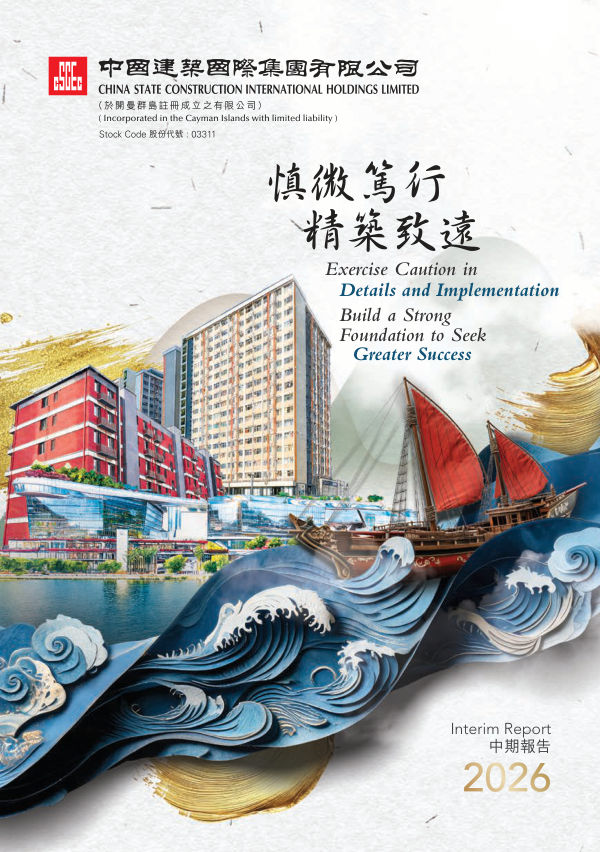 CSCEC
中國建築國際集團有限公司
CHINA STATE CONSTRUCTION INTERNATIONAL HOLDINGS LIMITED
(於開曼群島註冊成立之有限公司)
( Incorporated in the Cayman Islands with limited liability )
Stock Code 股份代號 : 03311
慎微篤行
精築致遠
Exercise Caution in
Details and Implementation
Build a Strong
Foundation to Seek
Greater Success
Interim Report
中期報告
2026